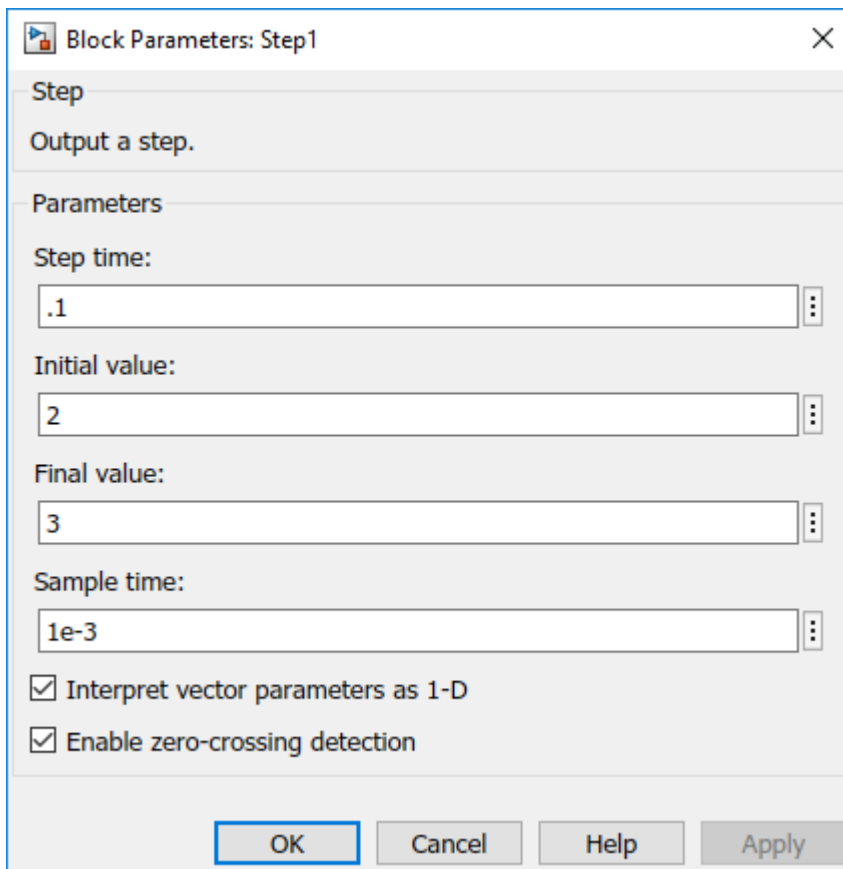 Block Parameters: Step1
Step
Output a step.
Parameters
Step time:
.1
Initial value:
2
Final value:
3
Sample time:
1e-3
Interpret vector parameters as 1-D
Enable zero-crossing detection
OK Cancel Help Apply